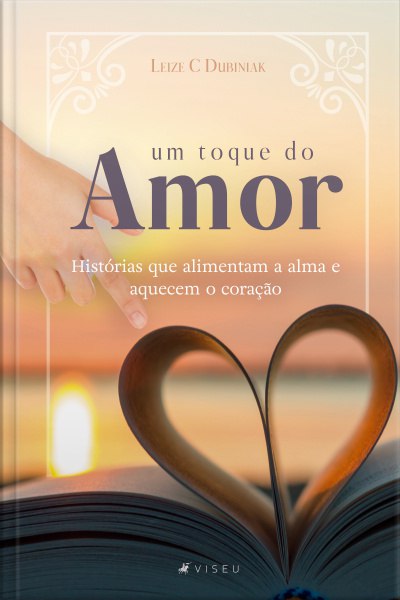 Leize C Dubiniak
um toque do
Amor
Histórias que alimentam a alma e
aquecem o coração
VISEU